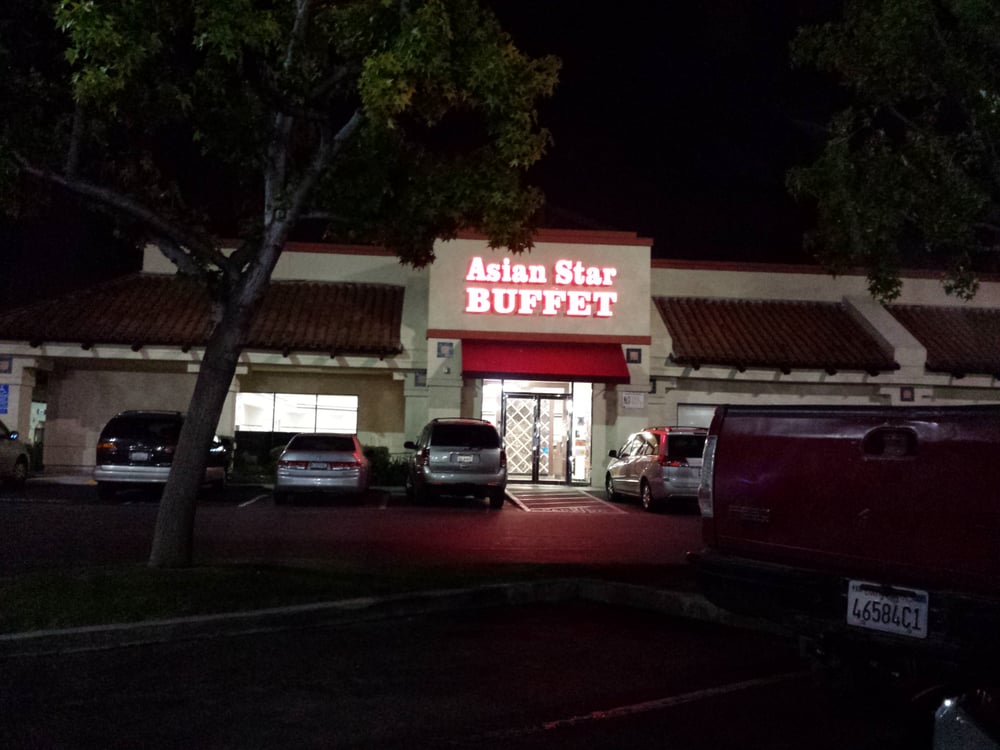 Asian Star
BUFFET
46584C1